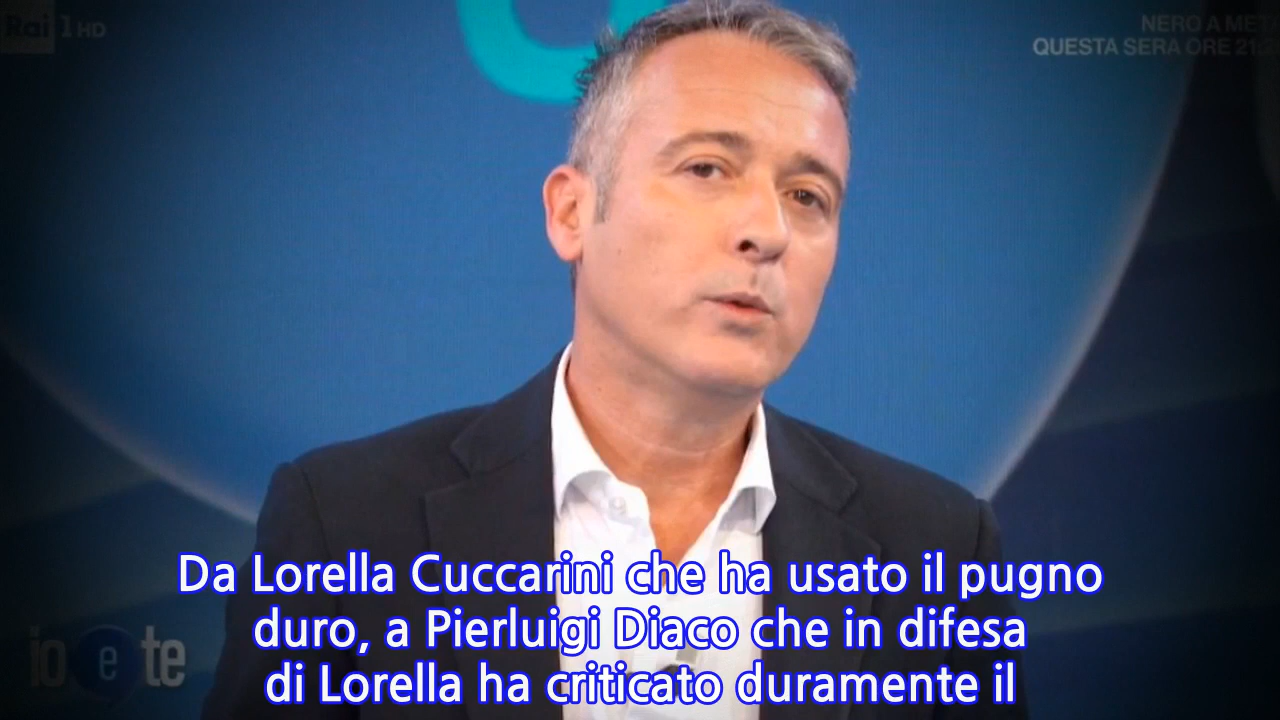 Rai 1 HD
NERO A META
QUESTA SERA ORE 21
io e te
Da Lorella Cuccarini che ha usato il pugno
duro, a Pierluigi Diaco che in difesa
di Lorella ha criticato duramente il